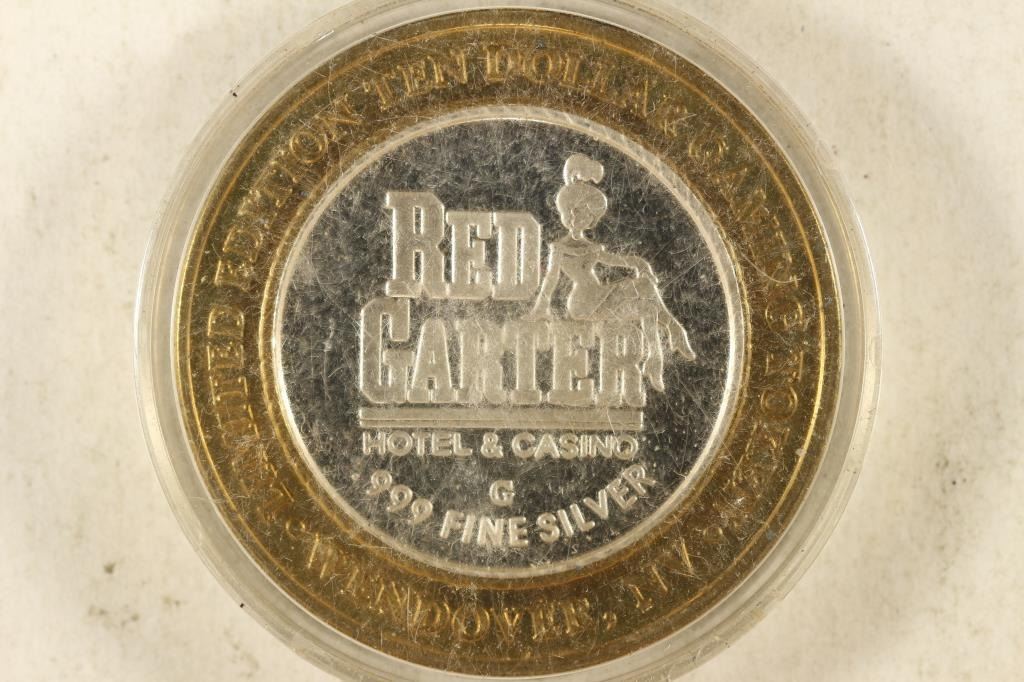 LIMITED EDITION TEN DOLLAR GAMING TOKEN
RED
GARTER
HOTEL & CASINO
G
.999 FINE SILVER
WENDOVER, NV.